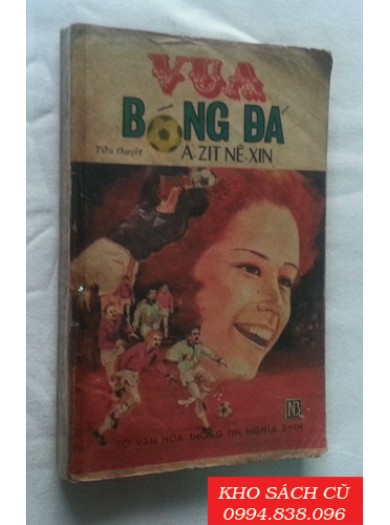 VUA
BÓNG ĐÁ
Tiểu thuyết
A-ZIT NÊ-XIN
NB
SỞ VĂN HÓA THÔNG TIN NGHĨA BÌNH
KHO SÁCH CŨ
0994.838.096